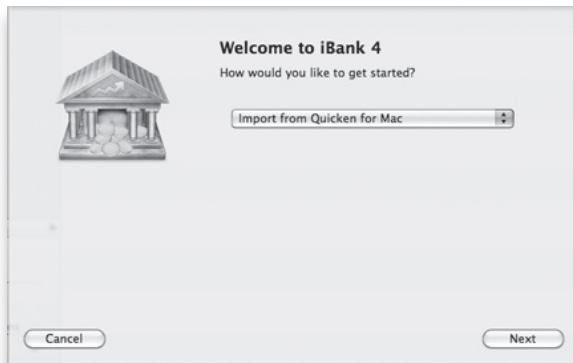 Welcome to iBank 4
How would you like to get started?
Import from Quicken for Mac
Cancel
Next